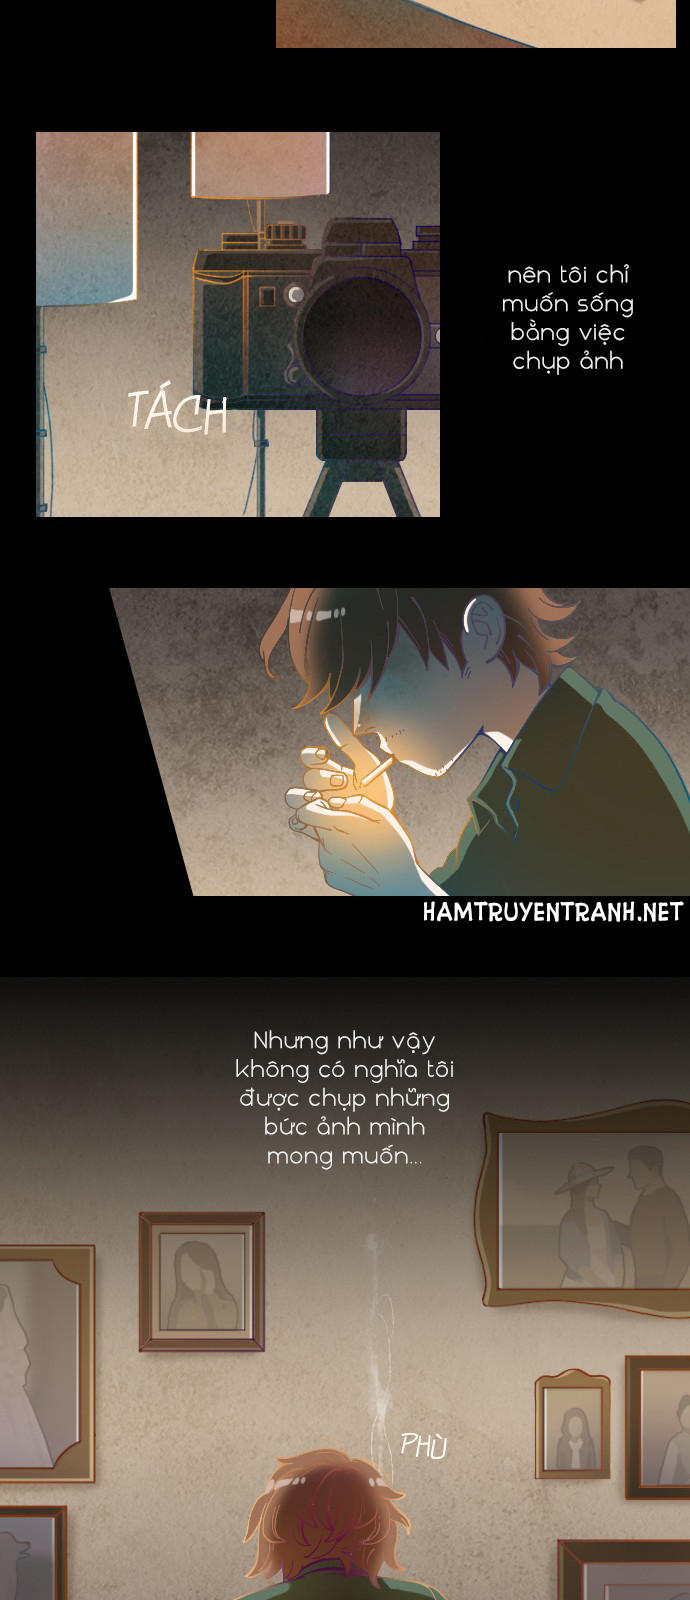 nên tôi chỉ
muốn sống
bằng việc
chụp ảnh
TÁCH
HAMTRUYENTRANH.NET
Nhưng như vậy
không có nghĩa tôi
được chụp những
bức ảnh mình
mong muốn...
PHÙ